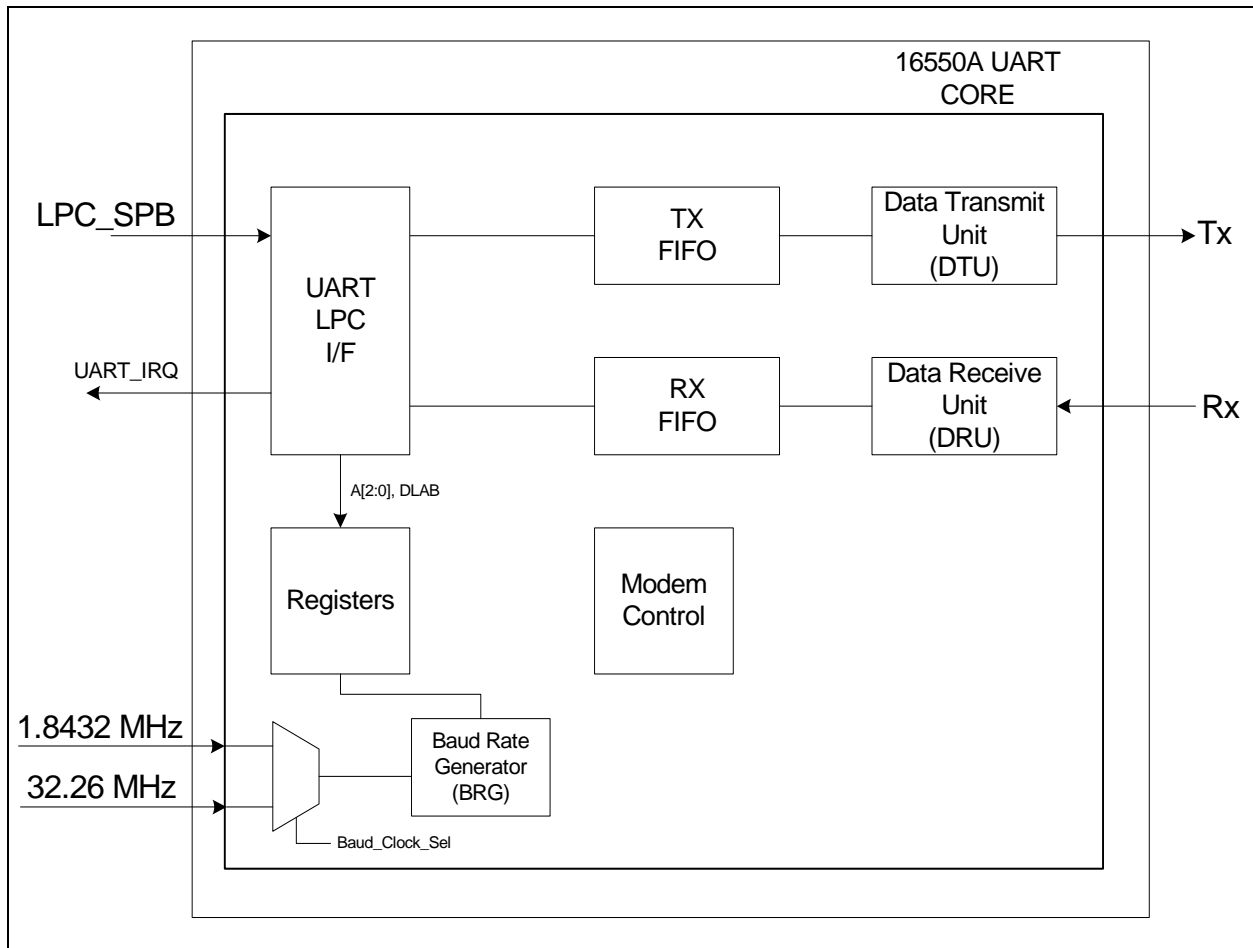 16550A UART
CORE
LPC_SPB
UART
LPC
I/F
TX
FIFO
Data Transmit
Unit
(DTU)
Tx
UART_IRQ
RX
FIFO
Data Receive
Unit
(DRU)
Rx
A[2:0], DLAB
Registers
Modem
Control
1.8432 MHz
32.26 MHz
Baud Rate
Generator
(BRG)
Baud_Clock_Sel